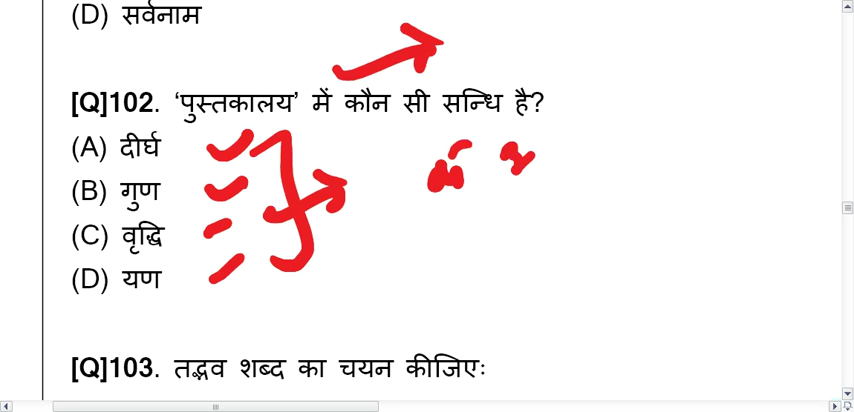 (D) सर्वनाम
[Q]102. ‘पुस्तकालय’ में कौन सी सन्धि है?
(A) दीर्घ
(B) गुण
(C) वृद्धि
(D) यण
[Q]103. तद्भव शब्द का चयन कीजिएः